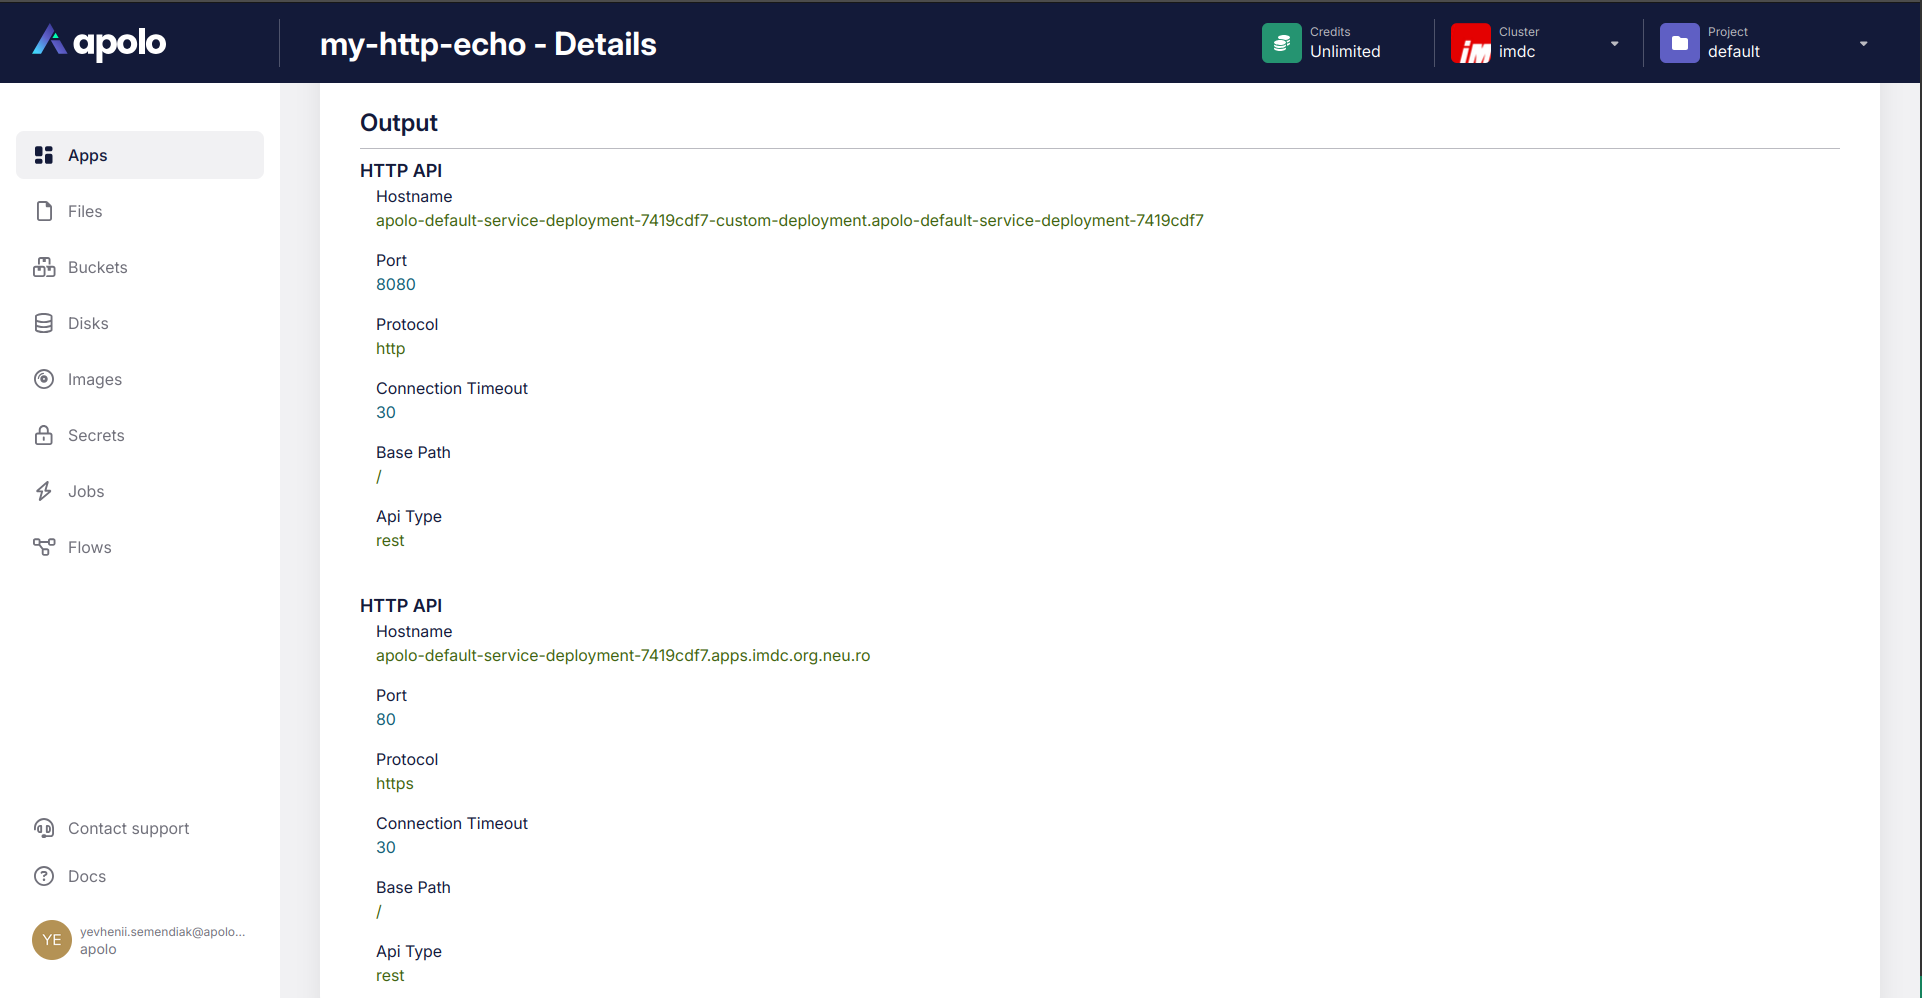 apolo
my-http-echo - Details
Credits
Unlimited
Cluster
imdc
Project
default
Apps
Files
Buckets
Disks
Images
Secrets
Jobs
Flows
Contact support
Docs
YE
yevhenii.semendiak@apolo...
apolo
Output
HTTP API
Hostname
apolo-default-service-deployment-7419cdf7-custom-deployment.apolo-default-service-deployment-7419cdf7
Port
8080
Protocol
http
Connection Timeout
30
Base Path
/
Api Type
rest
HTTP API
Hostname
apolo-default-service-deployment-7419cdf7.apps.imdc.org.neu.ro
Port
80
Protocol
https
Connection Timeout
30
Base Path
/
Api Type
rest